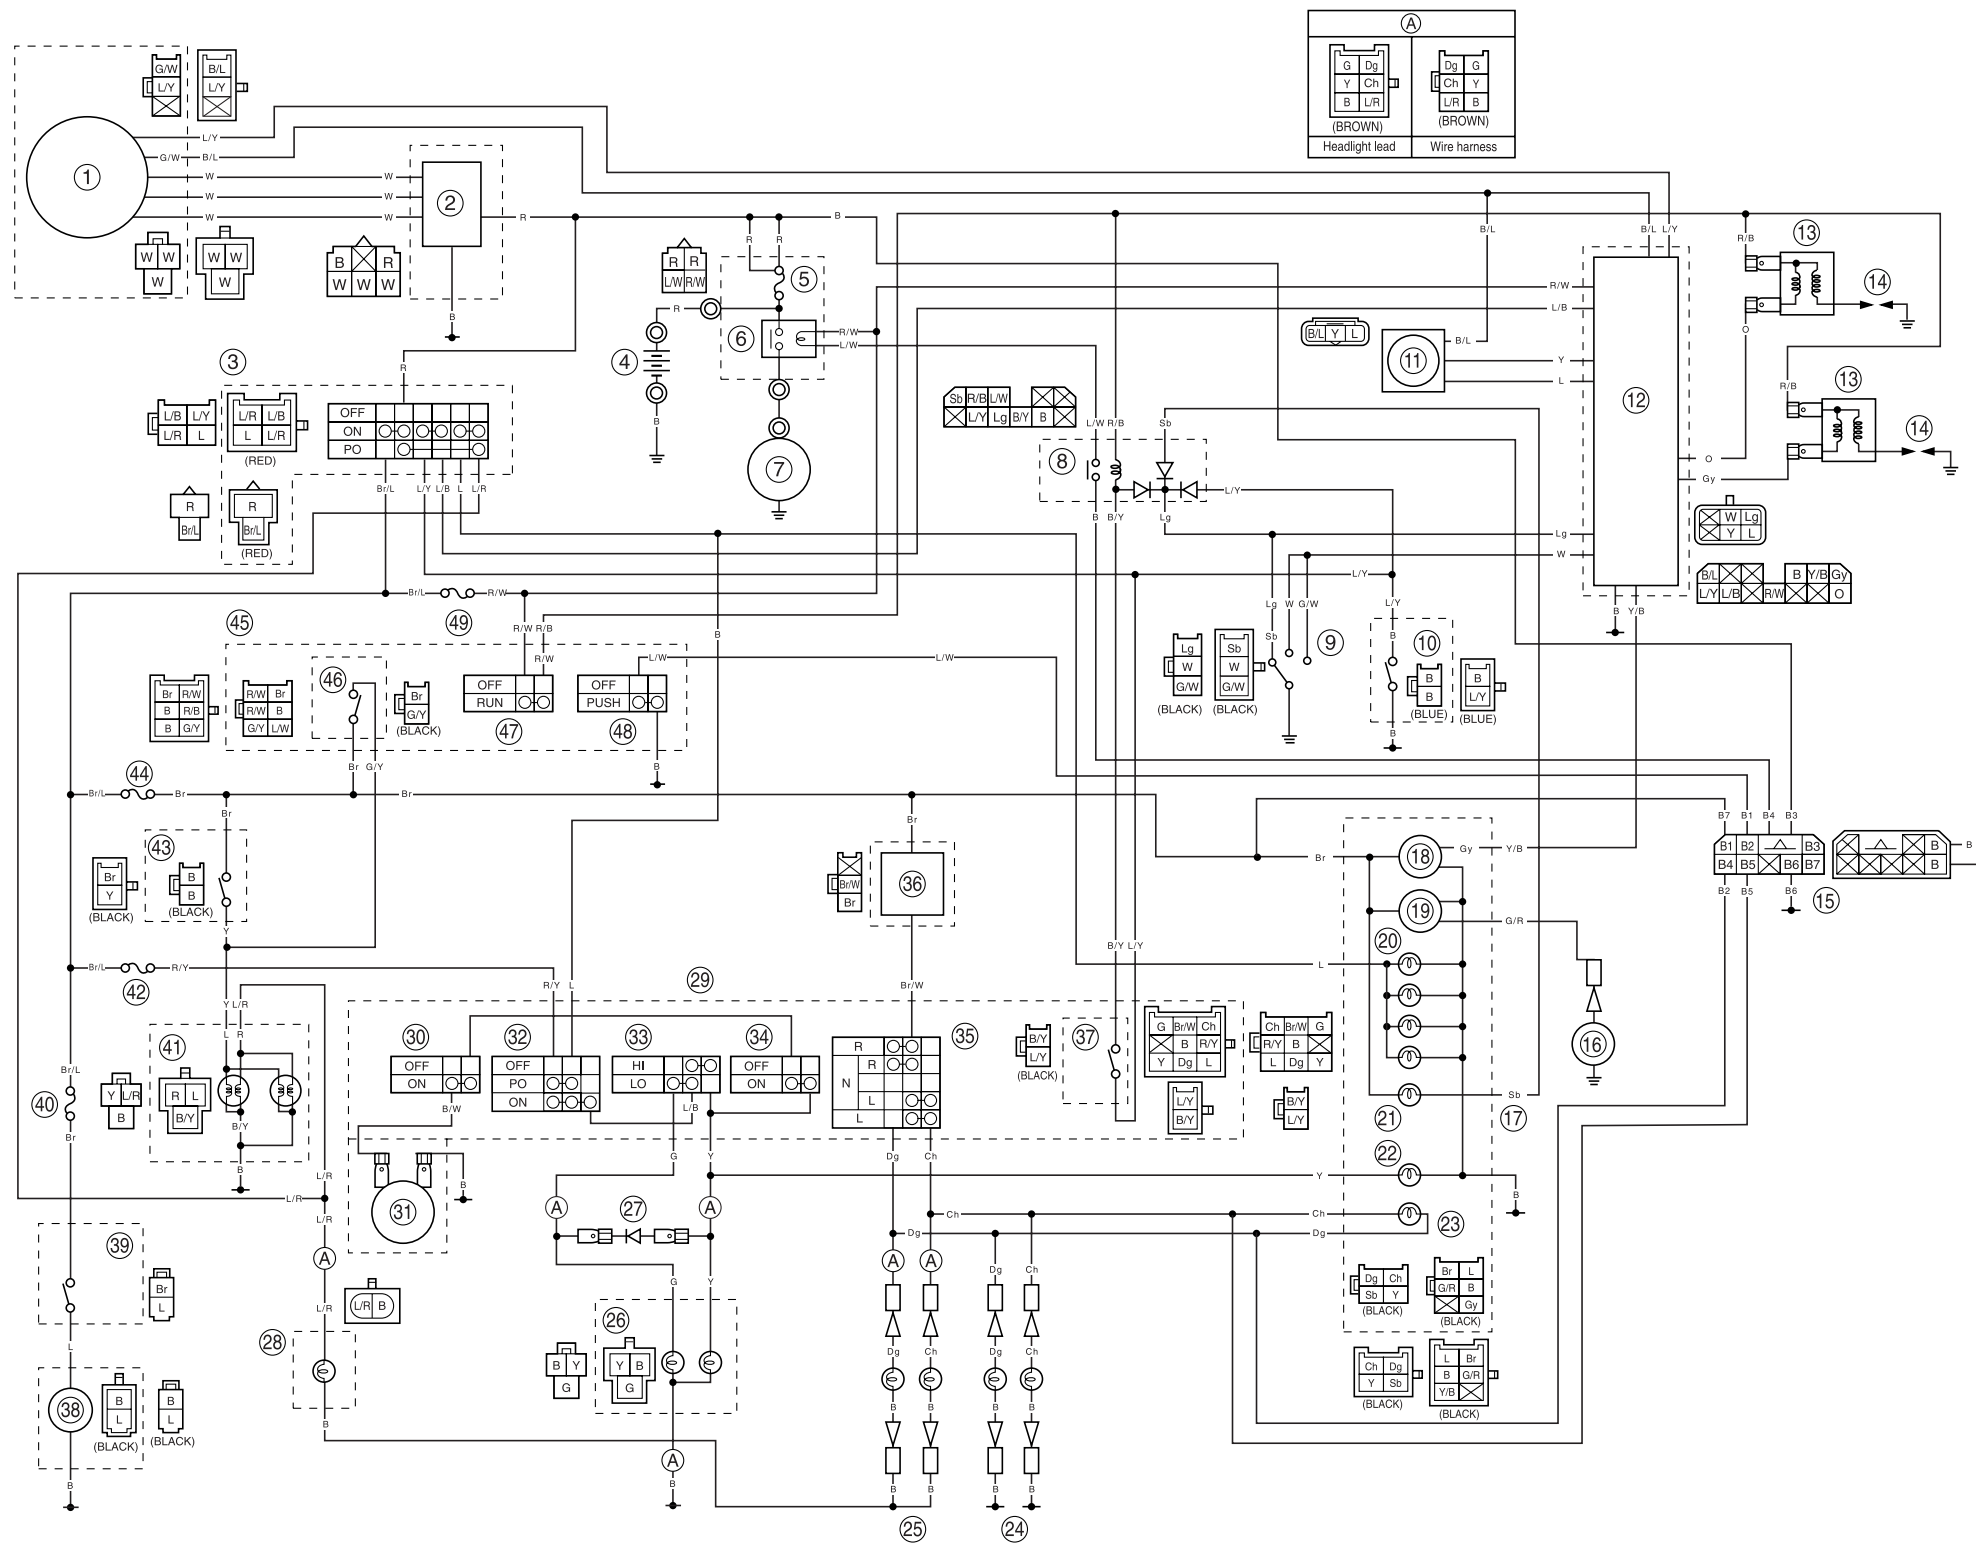 A
G Dg
Y Ch
B L/R
(BROWN)
Dg G
Ch Y
L/R B
(BROWN)
Headlight lead
Wire harness
G/W
L/Y
B/L
L/Y
1
L/Y
G/W B/L
W W
W W
W W
W W
W
W W
W
2
B R
W W W
R
B
R R
B
R R
L/W R/W
5
R
6
R/W
L/W
4
B
7
3
R
L/B L/Y
L/R L
L/R L/B
L L/R
(RED)
OFF
ON
PO
Br/L L/Y L/B L L/R
R
Br/L
R
Br/L
(RED)
B/L
B/L L/Y
R/W
L/B
B/L Y L
11
B/L
Y
L
12
R/B
13
14
O
R/B
13
14
O
Gy
W Lg
Y L
B/L B Y/B Gy
L/Y L/B R/W O
B Y/B
Sb R/B L/W
L/Y Lg B/Y B
L/W R/B Sb
8
L/Y
B B/Y Lg
Lg
W
L/Y
Lg W G/W
Sb
9
Lg
W
G/W
(BLACK)
Sb
W
G/W
(BLACK)
L/Y
B
10
B
B
(BLUE)
B
L/Y
(BLUE)
B
Br/L R/W
49
B
R/W R/B
R/W
45
46
Br R/W
B R/B
B G/Y
R/W Br
R/W B
G/Y L/W
Br
G/Y
(BLACK)
OFF
RUN
47
OFF
PUSH
48
L/W L/W
Br G/Y
B
44
Br/L Br Br
Br
43
Br
Y
(BLACK)
B
B
(BLACK)
Y
Br/L R/Y
42
Y L/R
L R
41
Y L/R
B
R L
B/Y
B/Y
B
Br/L
40
Br
39
Br
L
L
38
B
L
(BLACK)
B
L
(BLACK)
B
L/R
L/R
L/R
A
L/R
L/R B
28
B
29
R/Y L
30
OFF
ON
B/W
32
OFF
PO
ON
33
HI
LO
L/B
34
OFF
ON
35
R
R
N
L
L
Br
36
Br/W
Br
Br/W
31
B
G Y
A A
27
G Y
26
B Y
G
Y B
G
A
B
Dg Ch
Ch
Dg
A A
Dg Ch
Dg Ch Dg Ch
B B B B
B B B B
25
24
B/Y L/Y
37
B/Y
L/Y
(BLACK)
G Br/W Ch
B R/Y
Y Dg L
L/Y
B/Y
Ch Br/W G
R/Y B
L Dg Y
B/Y
L/Y
Br
18
Gy Y/B
19
G/R
20
L
21
Sb
17
22
Y
B
23
Ch
Dg
16
Dg Ch
Sb Y
(BLACK)
Br L
G/R B
Gy
(BLACK)
Ch Dg
Y Sb
(BLACK)
L Br
B G/R
Y/B
(BLACK)
B7 B1 B4 B3
B1 B2 B3
B4 B5 B6 B7
B2 B5 B6
15
B
B
B